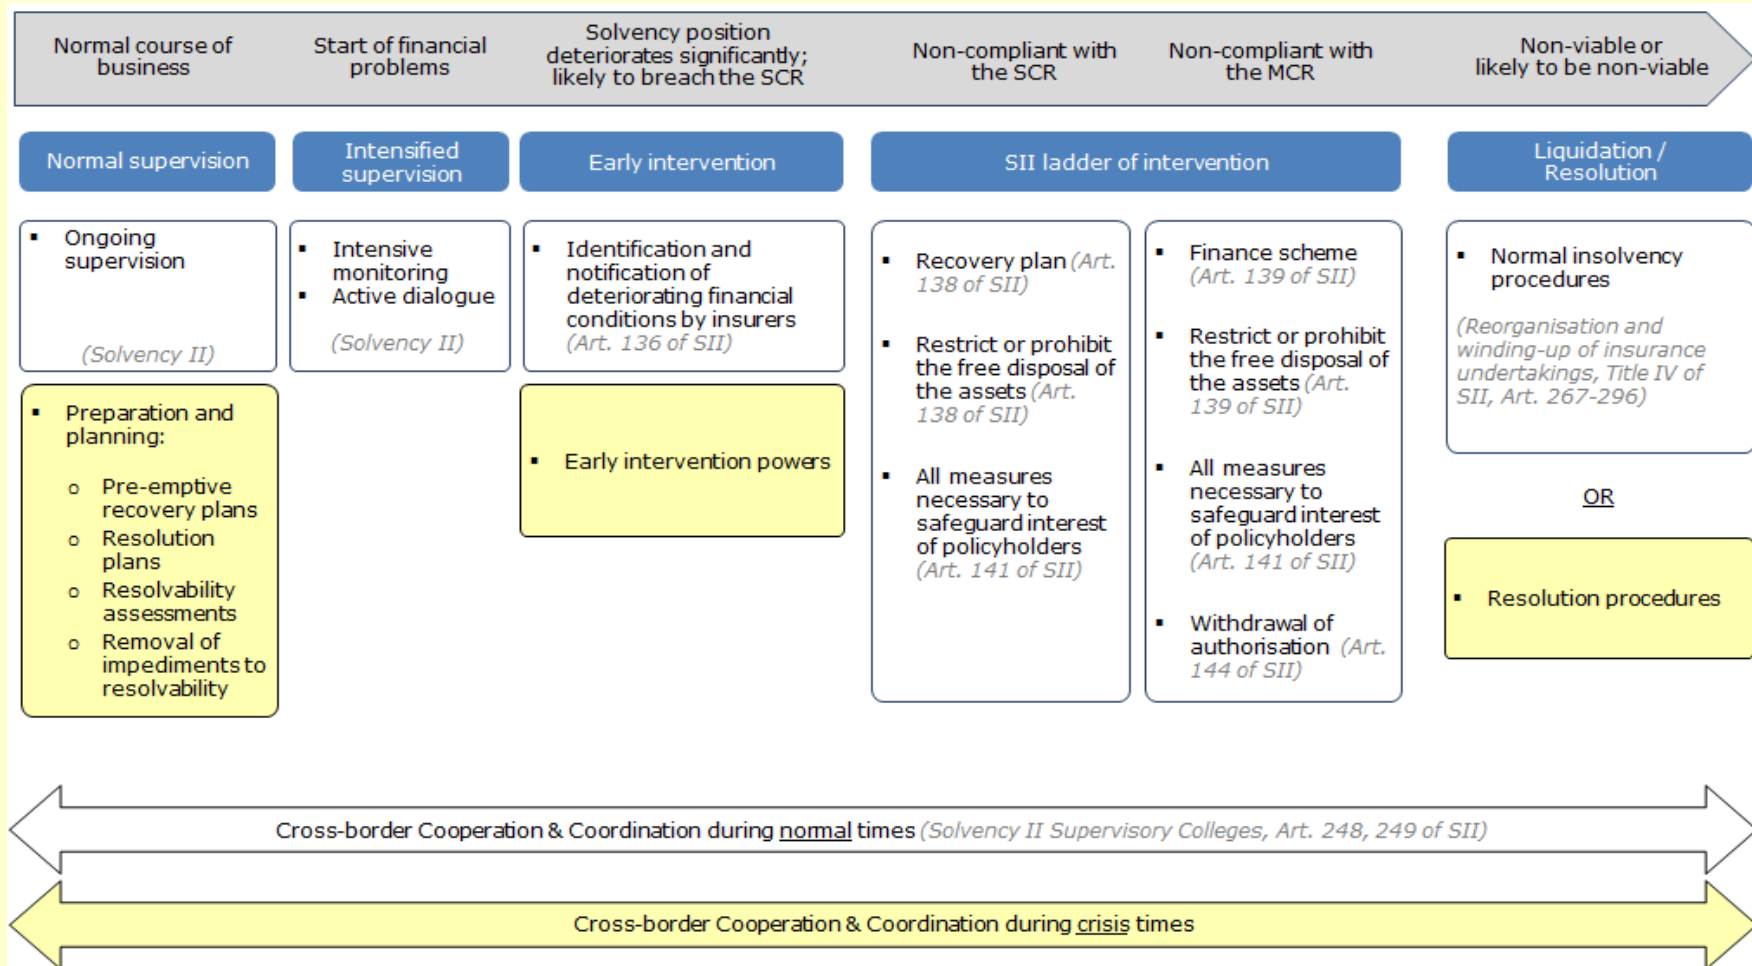 Normal course of
business
Start of financial
problems
Solvency position
deteriorates significantly;
likely to breach the SCR
Non-compliant with
the SCR
Non-compliant with
the MCR
Non-viable or
likely to be non-viable
Normal supervision
Intensified
supervision
Early intervention
SII ladder of intervention
Liquidation /
Resolution
▪ Ongoing
supervision
(Solvency II)
▪ Preparation and
planning:
o Pre-emptive
recovery plans
o Resolution
plans
o Resolvability
assessments
o Removal of
impediments to
resolvability
▪ Intensive
monitoring
▪ Active dialogue
(Solvency II)
▪ Identification and
notification of
deteriorating financial
conditions by insurers
(Art. 136 of SII)
▪ Early intervention powers
▪ Recovery plan (Art.
138 of SII)
▪ Restrict or prohibit
the free disposal of
the assets (Art.
138 of SII)
▪ All measures
necessary to
safeguard interest
of policyholders
(Art. 141 of SII)
▪ Finance scheme
(Art. 139 of SII)
▪ Restrict or prohibit
the free disposal of
the assets (Art.
139 of SII)
▪ All measures
necessary to
safeguard interest
of policyholders
(Art. 141 of SII)
▪ Withdrawal of
authorisation (Art.
144 of SII)
▪ Normal insolvency
procedures
(Reorganisation and
winding-up of insurance
undertakings, Title IV of
SII, Art. 267-296)
OR
▪ Resolution procedures
Cross-border Cooperation & Coordination during normal times (Solvency II Supervisory Colleges, Art. 248, 249 of SII)
Cross-border Cooperation & Coordination during crisis times